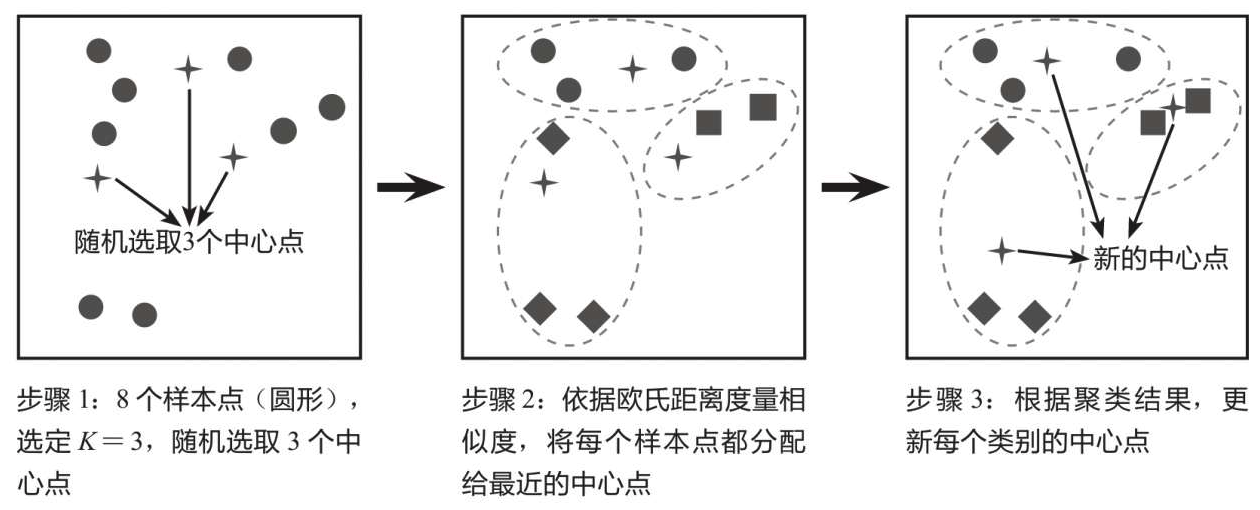 随机选取3个中心点
新的中心点
步骤 1：8 个样本点（圆形），
选定 K＝3，随机选取 3 个中
心点
步骤 2：依据欧氏距离度量相
似度，将每个样本点都分配
给最近的中心点
步骤 3：根据聚类结果，更
新每个类别的中心点